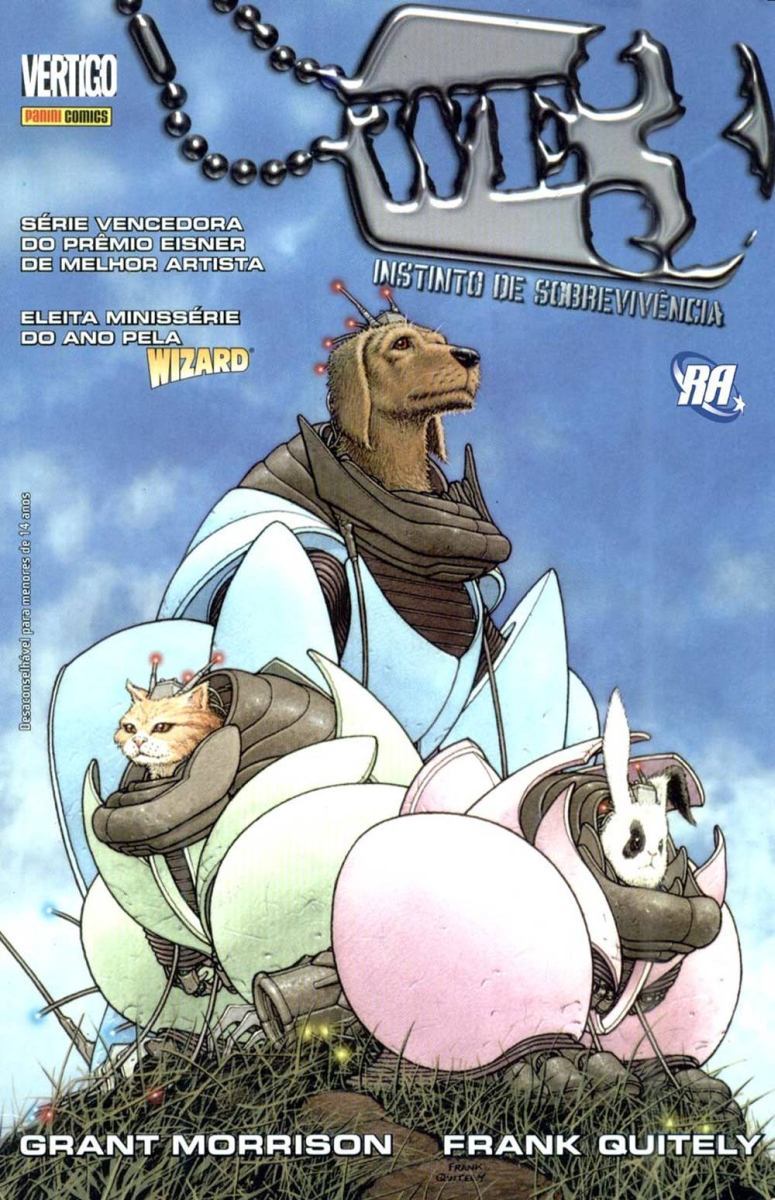 VERTIGO
PANINI COMICS
WE3
INSTINTO DE SOBREVIVÊNCIA
SÉRIE VENCEDORA
DO PRÊMIO EISNER
DE MELHOR ARTISTA
ELEITA MINISSÉRIE
DO ANO PELA
WIZARD
RA
Desaconselhável para menores de 14 anos
GRANT MORRISON
FRANK QUITELY
FRANK
QUITELY